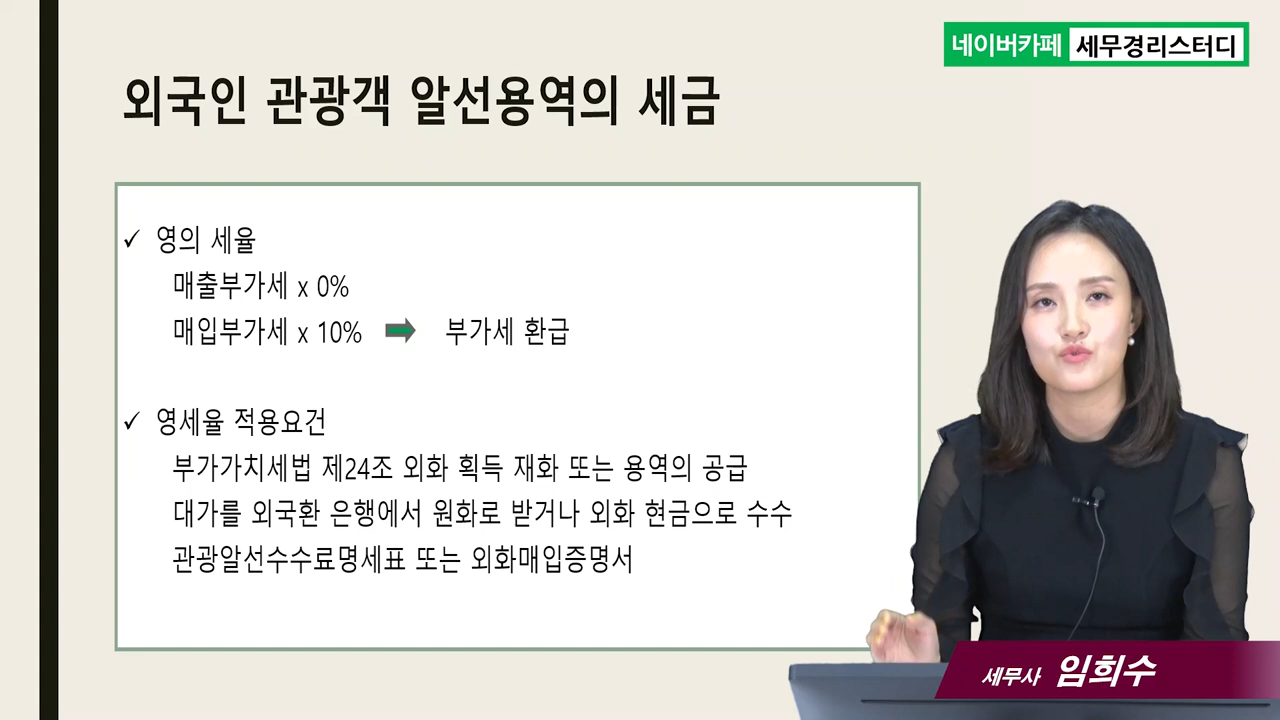 네이버카페 세무경리스터디
외국인 관광객 알선용역의 세금
✓ 영의 세율
매출부가세 x 0%
매입부가세 x 10% ➡ 부가세 환급
✓ 영세율 적용요건
부가가치세법 제24조 외화 획득 재화 또는 용역의 공급
대가를 외국환 은행에서 원화로 받거나 외화 현금으로 수수
관광알선수수료명세표 또는 외화매입증명서
세무사 임희수